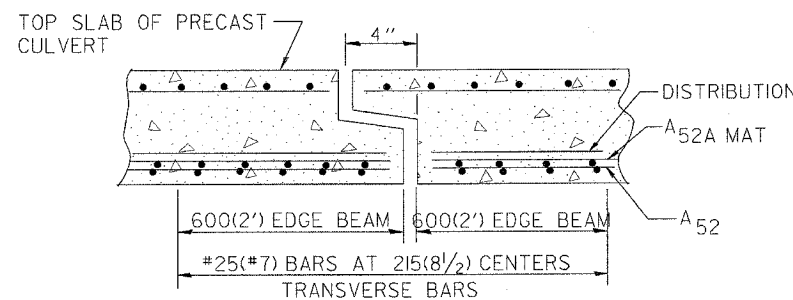 TOP SLAB OF PRECAST
CULVERT
4"
DISTRIBUTION
A52A MAT
A52
600(2') EDGE BEAM
600(2') EDGE BEAM
#25(#7) BARS AT 215(8½) CENTERS
TRANSVERSE BARS